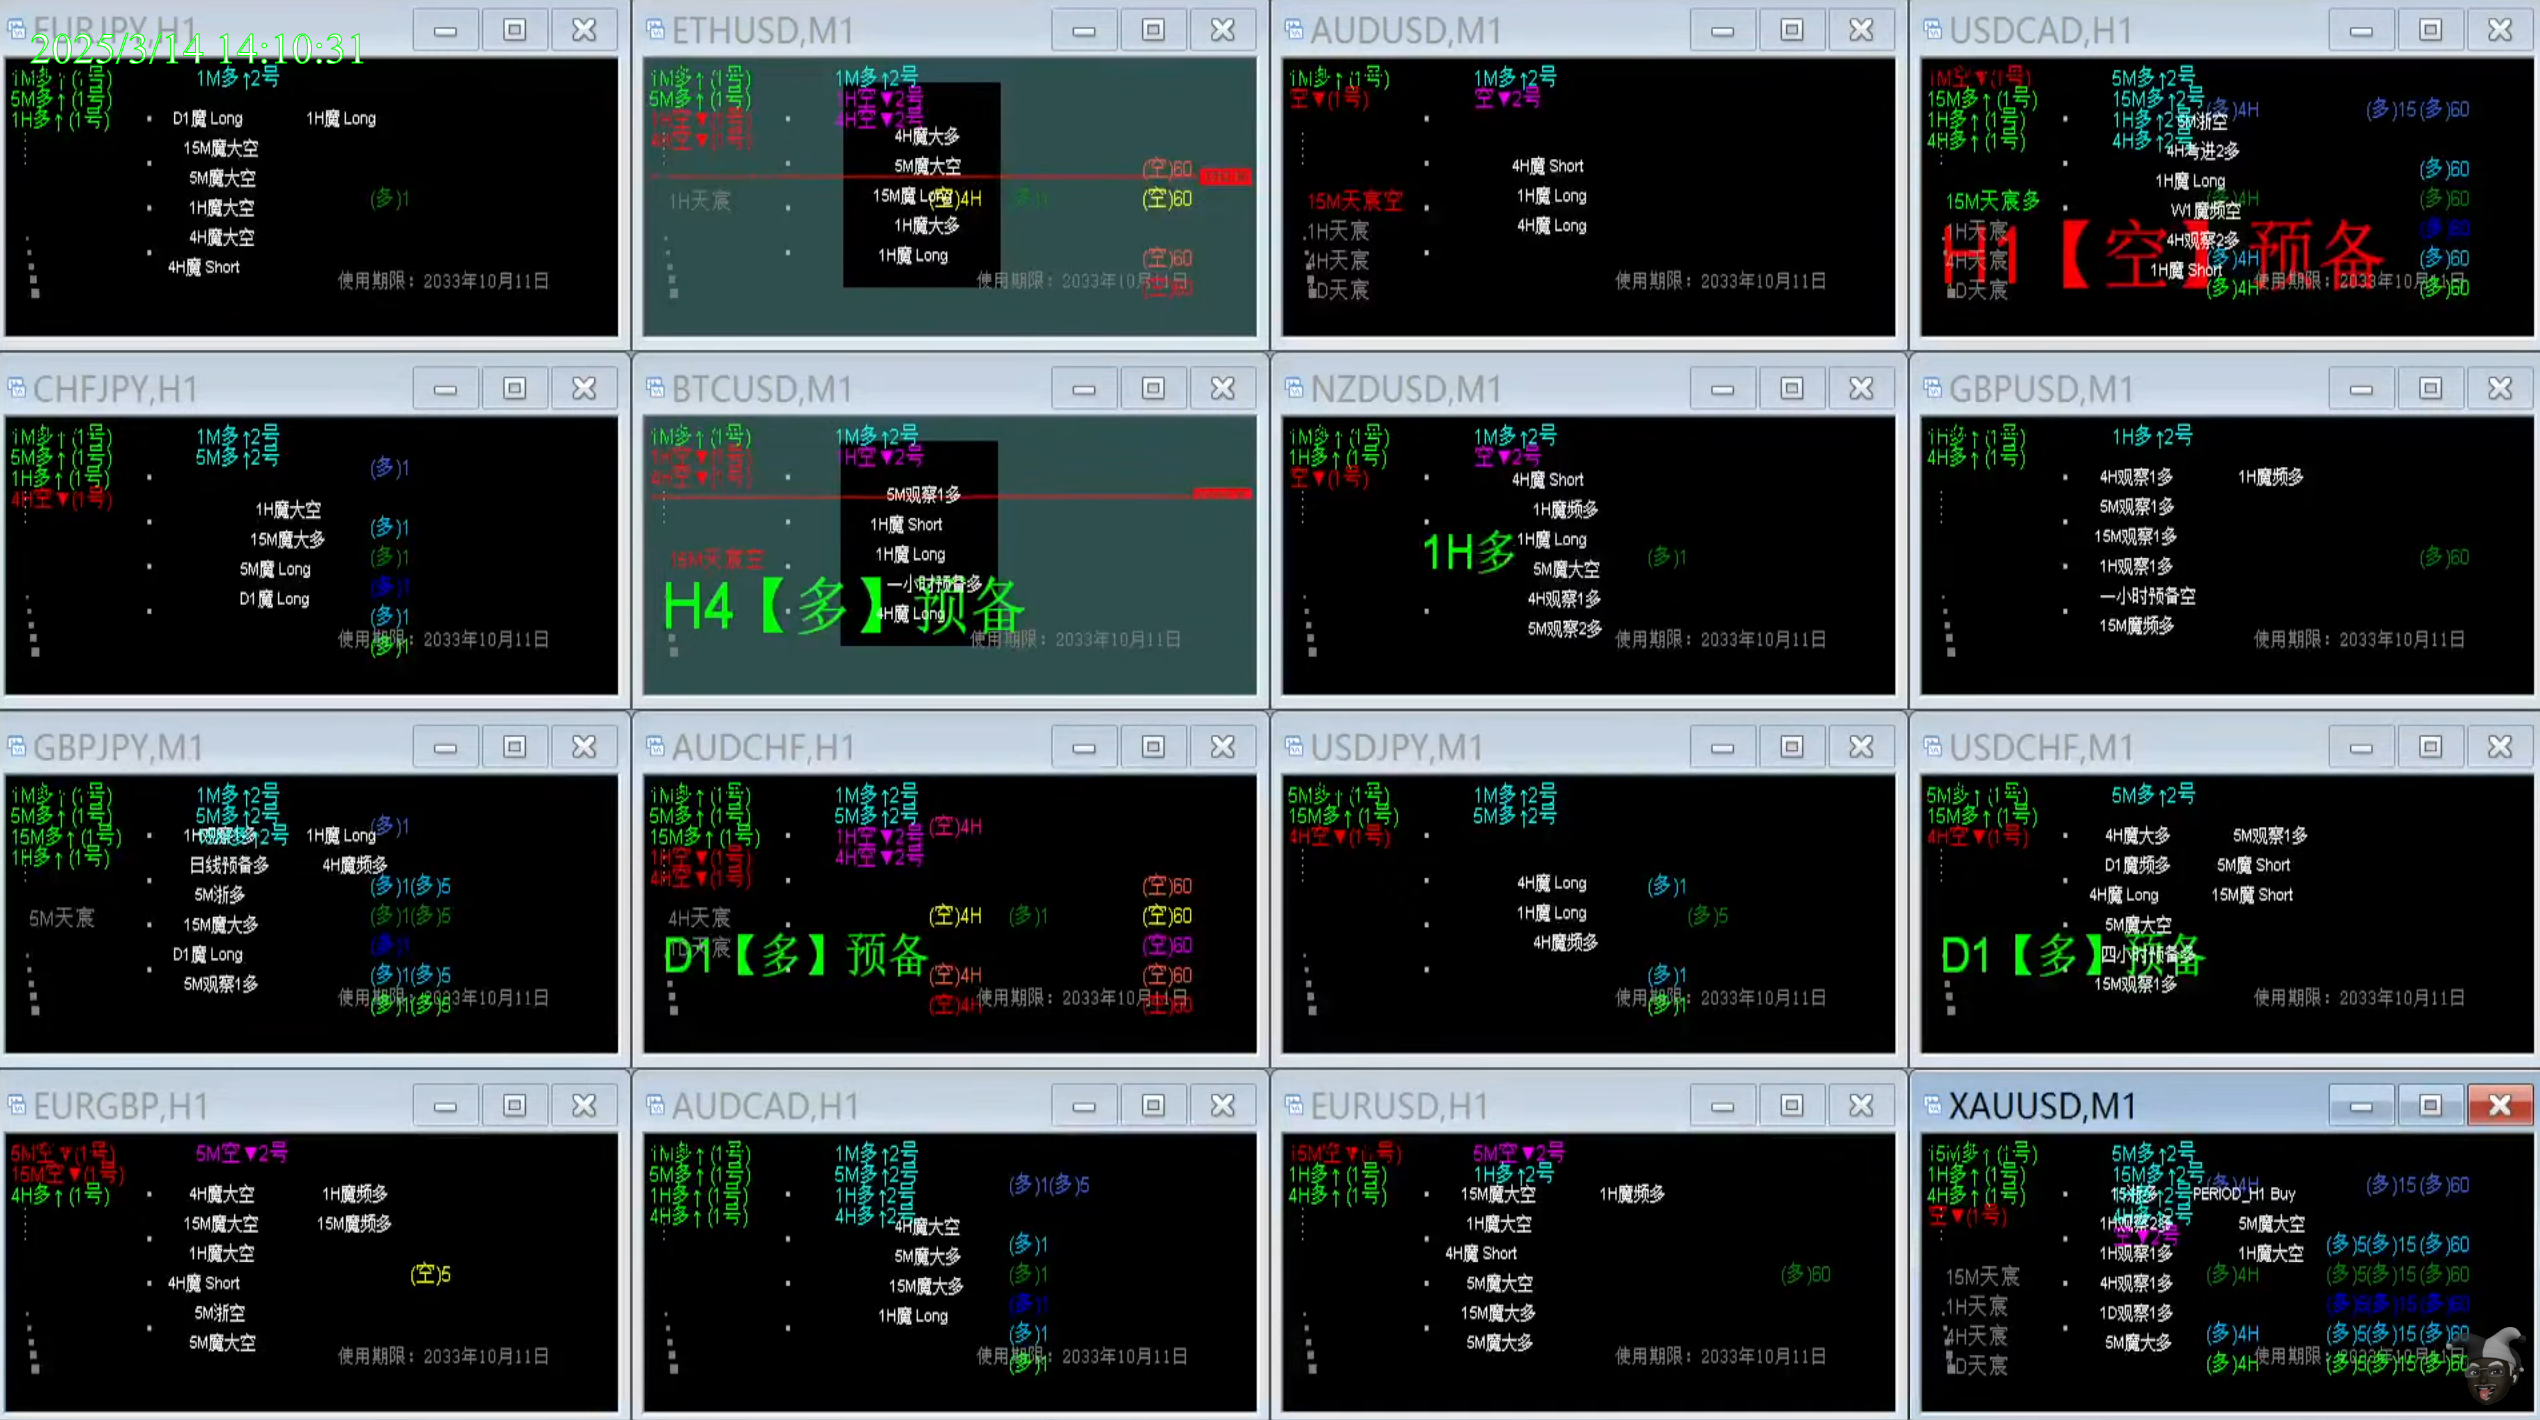 2025/3/14 14:10:31
EURJPY,H1
1M多↑(1号) 1M多↑2号
5M多↑(1号)
1H多↑(1号)
D1魔 Long 1H魔 Long
15M魔大空
5M魔大空
1H魔大空 (多)1
4H魔大空
4H魔 Short
使用期限：2033年10月11日
ETHUSD,M1
1M多↑(1号) 1M多↑2号
5M多↑(1号) 1H空▼2号
1H空▼(1号) 4H空▼2号
4H空▼(1号)
4H魔大多
5M魔大空 (空)60
1H天宸 15M魔 Long (空)4H (多)1 (空)60
1H魔大多
1H魔 Long (空)60
使用期限：2033年10月11日
(空)60
AUDUSD,M1
1M多↑(1号) 1M多↑2号
空▼(1号) 空▼2号
4H魔 Short
15M天宸空 1H魔 Long
1H天宸 4H魔 Long
4H天宸
D天宸
使用期限：2033年10月11日
USDCAD,H1
1M空▼(1号) 5M多↑2号
15M多↑(1号) 15M多↑2号 (多)4H (多)15(多)60
1H多↑(1号) 1H多↑2号 5M浙空
4H多↑(1号) 4H多↑2号 4H考进2多
(多)60
1H魔 Long
15M天宸多 (多)4H (多)60
W1魔频空
1H天宸 4H观察2多 (多)60
H1【空】预备
4H天宸 1H魔 Short (多)4H (多)60
D天宸 (多)4H (多)60
使用期限：2033年10月11日
CHFJPY,H1
1M多↑(1号) 1M多↑2号
5M多↑(1号) 5M多↑2号
1H多↑(1号) (多)1
4H空▼(1号)
1H魔大空
15M魔大多 (多)1
5M魔 Long (多)1
D1魔 Long (多)1
(多)1
使用期限：2033年10月11日
(多)1
BTCUSD,M1
1M多↑(1号) 1M多↑2号
1H空▼(1号) 1H空▼2号
4H空▼(1号)
5M观察1多
1H魔 Short
15M天宸空 1H魔 Long
一小时预备多
H4【多】预备
4H魔 Long
使用期限：2033年10月11日
NZDUSD,M1
1M多↑(1号) 1M多↑2号
1H多↑(1号) 空▼2号
空▼(1号) 4H魔 Short
1H魔频多
1H多 1H魔 Long (多)1
5M魔大空
4H观察1多
5M观察2多
使用期限：2033年10月11日
GBPUSD,M1
1H多↑(1号) 1H多↑2号
4H多↑(1号)
4H观察1多 1H魔频多
5M观察1多
15M观察1多
1H观察1多 (多)60
一小时预备空
15M魔频多
使用期限：2033年10月11日
GBPJPY,M1
1M多↑(1号) 1M多↑2号
5M多↑(1号) 5M多↑2号
15M多↑(1号) 1H观察1多 1H魔 Long (多)1
1H多↑(1号)
日线预备多 4H魔频多
5M浙多 (多)1(多)5
5M天宸 15M魔大多 (多)1(多)5
D1魔 Long (多)1
5M观察1多 (多)1(多)5
使用期限：2033年10月11日
(多)1(多)5
AUDCHF,H1
1M多↑(1号) 1M多↑2号
5M多↑(1号) 5M多↑2号
15M多↑(1号) 1H空▼2号 (空)4H
1H空▼(1号) 4H空▼2号
4H空▼(1号) (空)60
4H天宸 (空)4H (多)1 (空)60
1D天宸 (空)60
D1【多】预备
(空)4H (空)60
(空)4H (空)60
使用期限：2033年10月11日
USDJPY,M1
5M多↑(1号) 1M多↑2号
15M多↑(1号) 5M多↑2号
4H空▼(1号)
4H魔 Long (多)1
1H魔 Long (多)5
4H魔频多
(多)1
使用期限：2033年10月11日
(多)1
USDCHF,M1
5M多↑(1号) 5M多↑2号
15M多↑(1号)
4H空▼(1号) 4H魔大多 5M观察1多
D1魔频多 5M魔 Short
4H魔 Long 15M魔 Short
5M魔大空
D1【多】预备
四小时预备多
15M观察1多
使用期限：2033年10月11日
EURGBP,H1
5M空▼(1号) 5M空▼2号
15M空▼(1号)
4H多↑(1号) 4H魔大空 1H魔频多
15M魔大空 15M魔频多
1H魔大空
4H魔 Short (空)5
5M浙空
5M魔大空
使用期限：2033年10月11日
AUDCAD,H1
1M多↑(1号) 1M多↑2号
5M多↑(1号) 5M多↑2号
1H多↑(1号) 1H多↑2号 (多)1(多)5
4H多↑(1号) 4H多↑2号
4H魔大空
5M魔大多 (多)1
15M魔大多 (多)1
1H魔 Long (多)1
(多)1
使用期限：2033年10月11日
(多)1
EURUSD,H1
15M空▼(1号) 5M空▼2号
1H多↑(1号) 1H多↑2号
4H多↑(1号) 15M魔大空 1H魔频多
1H魔大空
4H魔 Short
5M魔大空 (多)60
15M魔大多
5M魔大多
使用期限：2033年10月11日
XAUUSD,M1
15M多↑(1号) 5M多↑2号
1H多↑(1号) 15M多↑2号 (多)4H (多)15(多)60
4H多↑(1号) PERIOD_H1 Buy
空▼(1号) 4H多↑2号
1H观察2多 5M魔大空
空▼2号
1H观察1多 1H魔大空 (多)5(多)15(多)60
15M天宸 4H观察1多 (多)4H (多)5(多)15(多)60
1H天宸 1D观察1多 (多)5(多)15(多)60
4H天宸 5M魔大多 (多)4H (多)5(多)15(多)60
D天宸 (多)4H (多)5(多)15(多)60